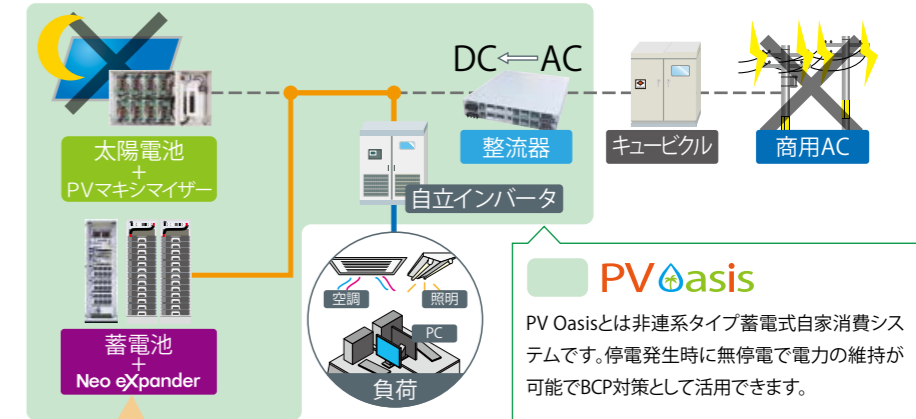 DC⇐AC
太陽電池
+
PVマキシマイザー
整流器
キュービクル
商用AC
自立インバータ
空調
照明
PC
負荷
蓄電池
+
Neo eXpander
PV Oasis
PV Oasisとは非連系タイプ蓄電式自家消費シス
テムです。停電発生時に無停電で電力の維持が
可能でBCP対策として活用できます。